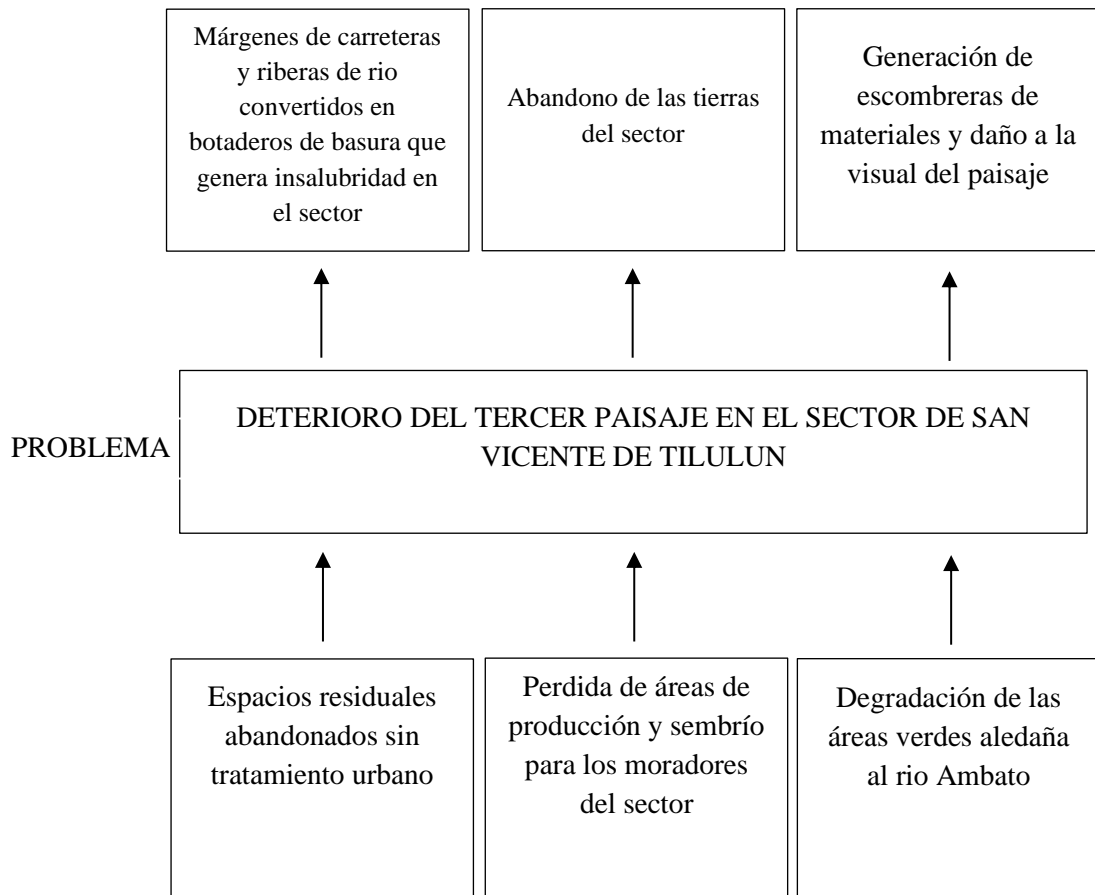 Márgenes de carreteras
y riberas de rio
convertidos en
botaderos de basura que
genera insalubridad en
el sector
Abandono de las tierras
del sector
Generación de
escombreras de
materiales y daño a la
visual del paisaje
PROBLEMA
DETERIORO DEL TERCER PAISAJE EN EL SECTOR DE SAN
VICENTE DE TILULUN
Espacios residuales
abandonados sin
tratamiento urbano
Perdida de áreas de
producción y sembrío
para los moradores
del sector
Degradación de las
áreas verdes aledaña
al rio Ambato